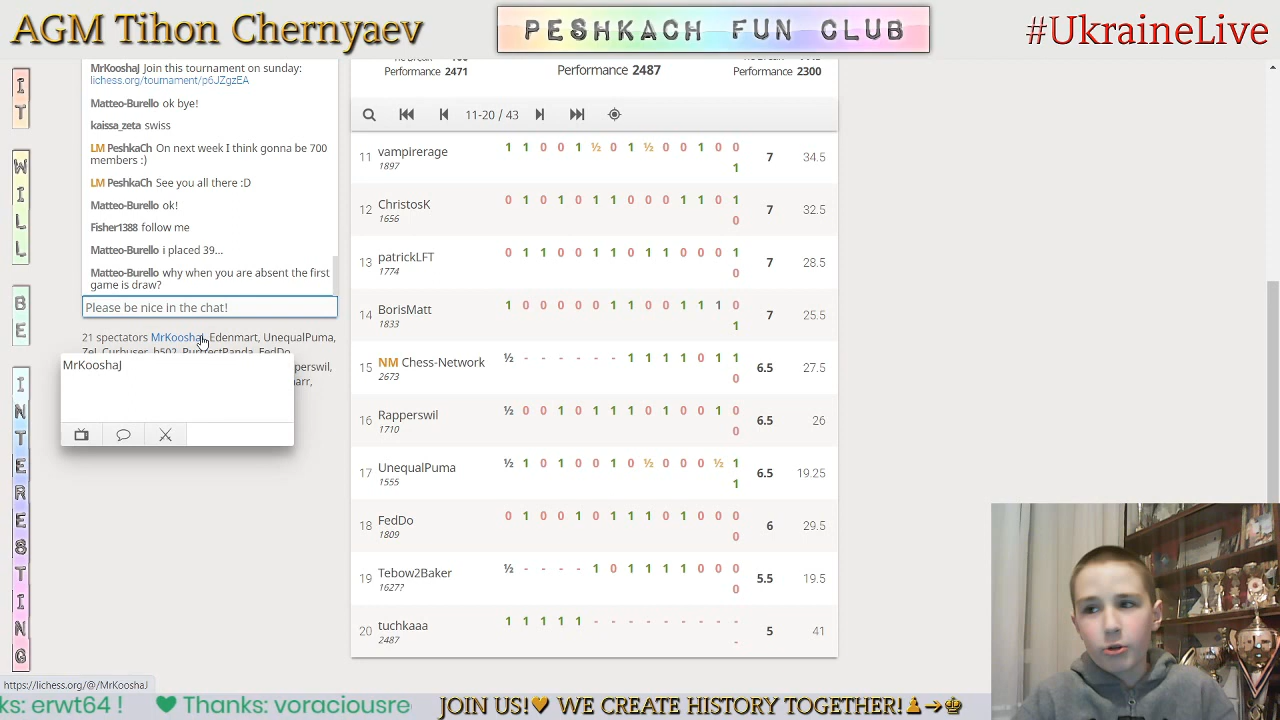 AGM Tihon Chernyaev
PESHKACH FUN CLUB
#UkraineLive
IT
WILL
BE
INTERESTING
MrKooshaJ Join this tournament on sunday:
lichess.org/tournament/p6JZgzEA
Matteo-Burello ok bye!
kaissa_zeta swiss
LM PeshkaCh On next week I think gonna be 700
members :)
LM PeshkaCh See you all there :D
Matteo-Burello ok!
Fisher1388 follow me
Matteo-Burello i placed 39...
Matteo-Burello why when you are absent the first
game is draw?
Please be nice in the chat!
21 spectators MrKooshaJ, Edenmart, UnequalPuma,
Zel, Curbuser, b502, PurrfectPanda, FedDo,
perswil,
MrKooshaJ
Performance 2471
Performance 2487
Performance 2300
11-20 / 43
11 vampirerage 1 1 0 0 1 ½ 0 1 ½ 0 0 1 0 0 7 34.5
1897 1
12 ChristosK 0 1 0 1 0 1 1 0 0 0 1 1 0 1 7 32.5
1656 0
13 patrickLFT 0 1 1 0 0 1 1 0 1 1 0 0 0 1 7 28.5
1774 0
14 BorisMatt 1 0 0 0 0 0 1 1 0 0 1 1 1 0 7 25.5
1833 1
15 NM Chess-Network ½ - - - - - - 1 1 1 1 0 1 1 6.5 27.5
2673 0
16 Rapperswil ½ 0 0 1 0 1 1 1 0 1 0 0 1 0 6.5 26
1710 0
17 UnequalPuma ½ 1 0 1 0 0 1 0 ½ 0 0 0 ½ 1 6.5 19.25
1555 1
18 FedDo 0 1 0 0 1 0 1 1 1 0 1 0 0 0 6 29.5
1809 0
19 Tebow2Baker ½ - - - - 1 0 1 1 1 1 0 0 0 5.5 19.5
1627? 0
20 tuchkaaa 1 1 1 1 1 - - - - - - - - - 5 41
2487 -
https://lichess.org/@/MrKooshaJ
ks: erwt64 ! Thanks: voraciousre
JOIN US!🧡 WE CREATE HISTORY TOGETHER!♟→♚